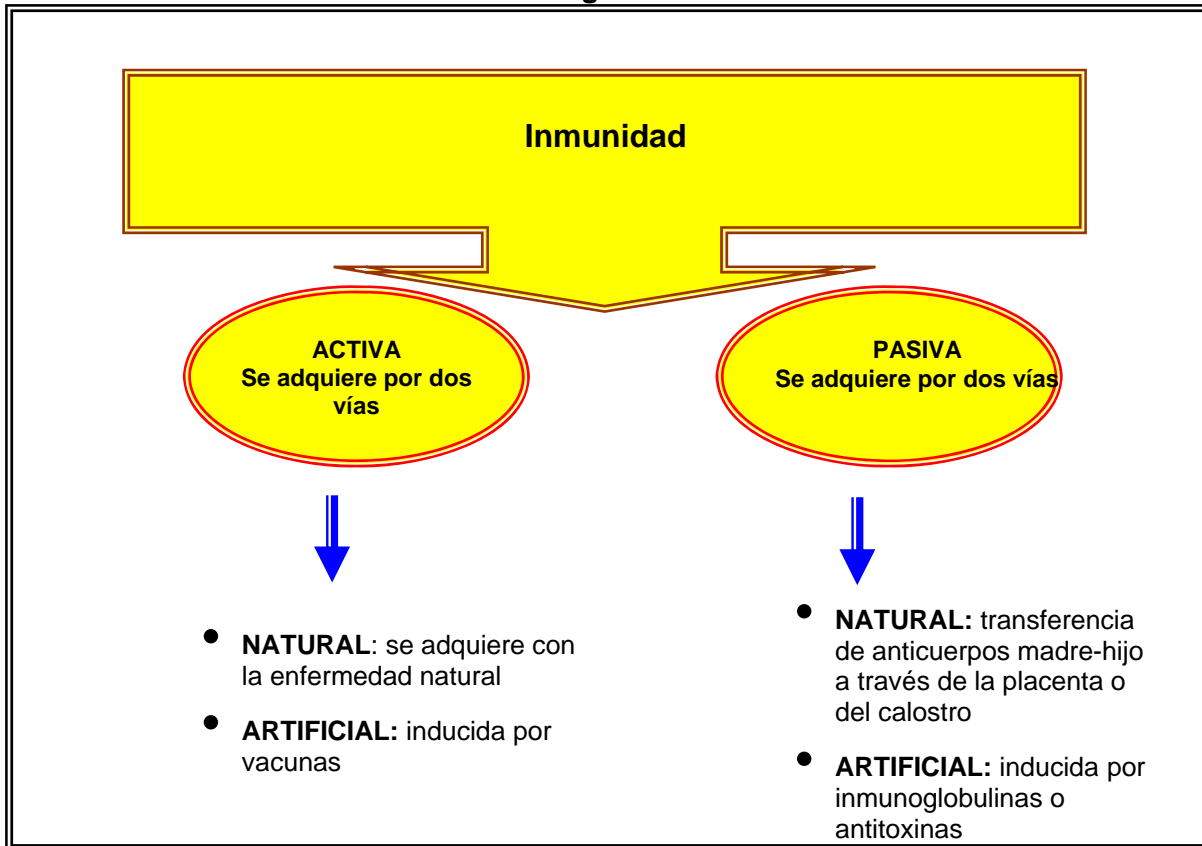 Inmunidad
ACTIVA
Se adquiere por dos
vías
PASIVA
Se adquiere por dos vías
• NATURAL: se adquiere con
la enfermedad natural
• ARTIFICIAL: inducida por
vacunas
• NATURAL: transferencia
de anticuerpos madre-hijo
a través de la placenta o
del calostro
• ARTIFICIAL: inducida por
inmunoglobulinas o
antitoxinas